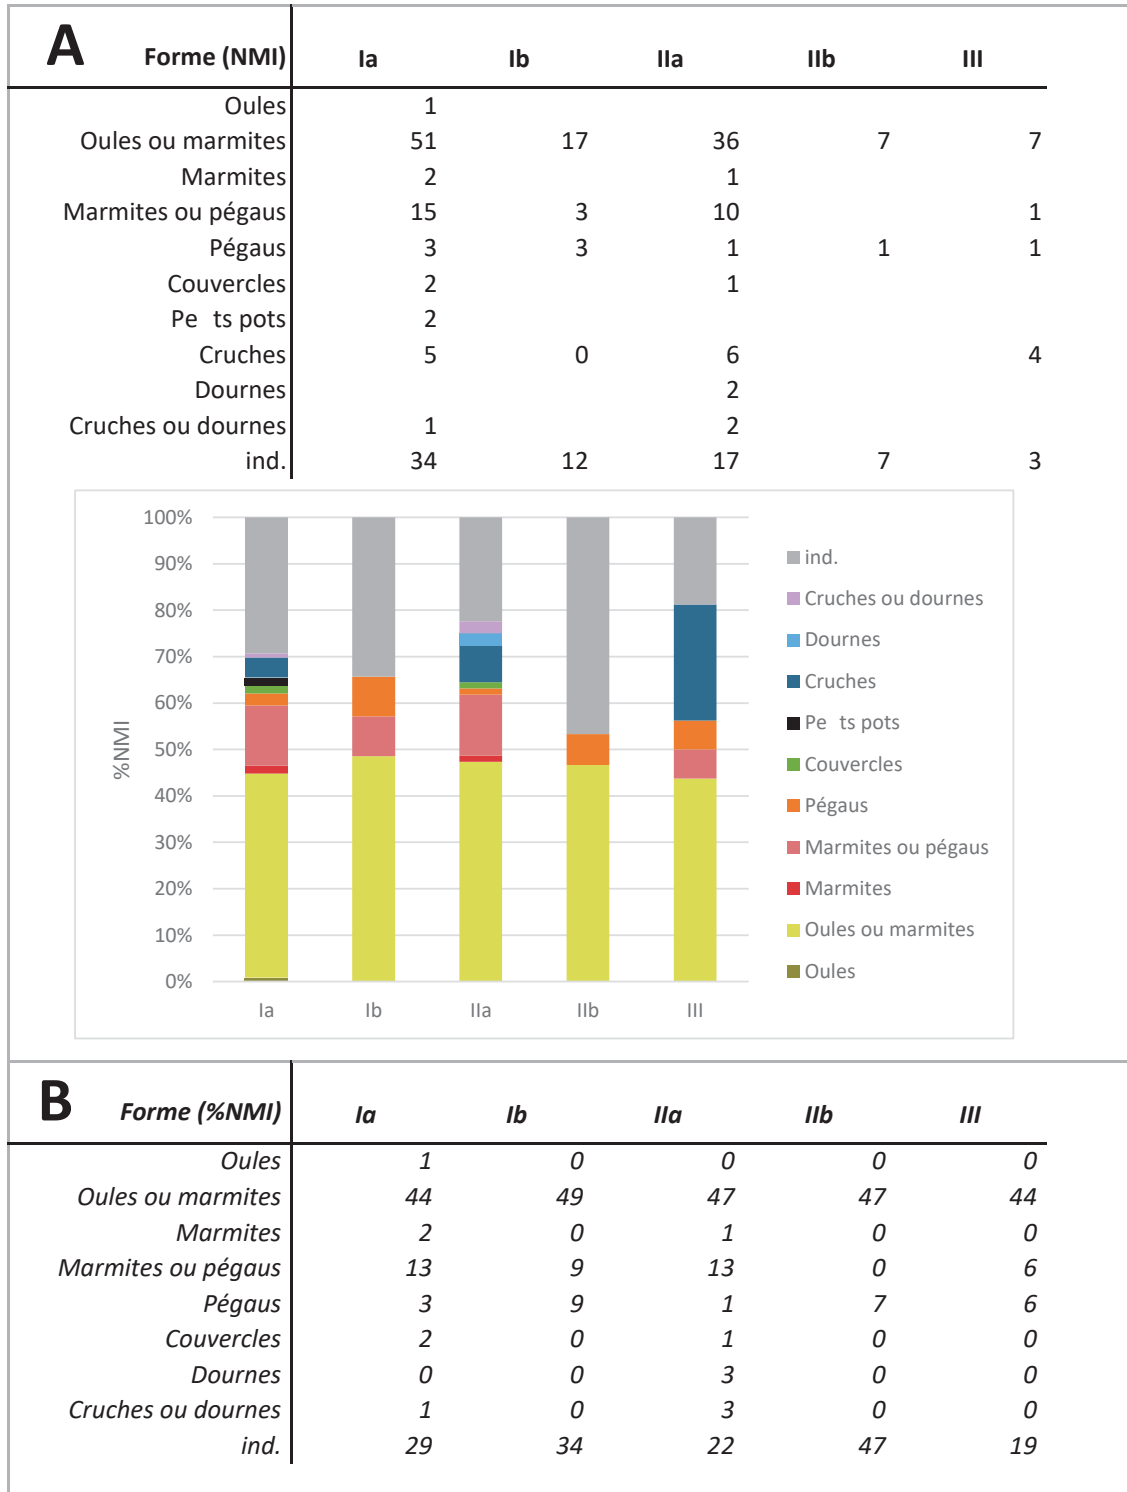 A Forme (NMI) Ia Ib IIa IIb III
Oules 1
Oules ou marmites 51 17 36 7 7
Marmites 2 1
Marmites ou pégaus 15 3 10 1
Pégaus 3 3 1 1 1
Couvercles 2 1
Pe ts pots 2
Cruches 5 0 6 4
Dournes 2
Cruches ou dournes 1 2
ind. 34 12 17 7 3
%NMI
100%
90%
80%
70%
60%
50%
40%
30%
20%
10%
0%
Ia Ib IIa IIb III
ind.
Cruches ou dournes
Dournes
Cruches
Pe ts pots
Couvercles
Pégaus
Marmites ou pégaus
Marmites
Oules ou marmites
Oules
B Forme (%NMI) Ia Ib IIa IIb III
Oules 1 0 0 0 0
Oules ou marmites 44 49 47 47 44
Marmites 2 0 1 0 0
Marmites ou pégaus 13 9 13 0 6
Pégaus 3 9 1 7 6
Couvercles 2 0 1 0 0
Dournes 0 0 3 0 0
Cruches ou dournes 1 0 3 0 0
ind. 29 34 22 47 19